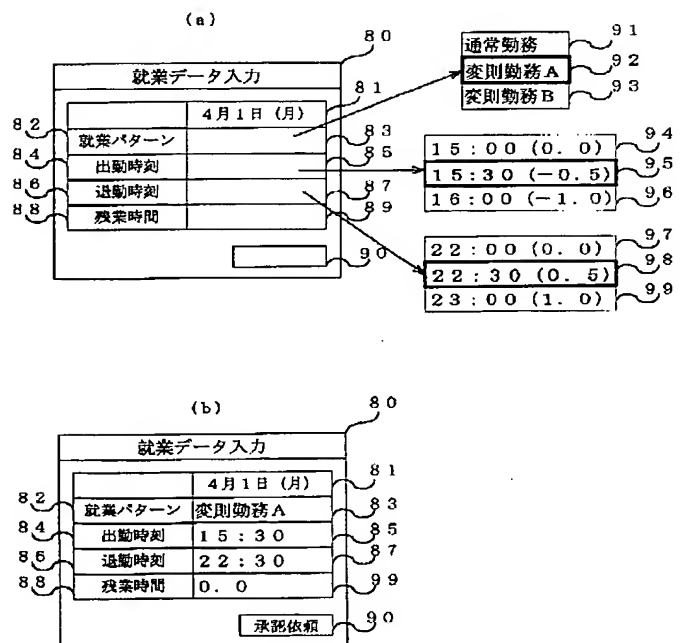 (a)
80
就業データ入力
81
4月1日(月)
82
就業パターン
83
84
出勤時刻
85
86
退勤時刻
87
88
残業時間
89
90
通常勤務
91
変則勤務A
92
変則勤務B
93
15:00(0.0)
94
15:30(-0.5)
95
16:00(-1.0)
96
22:00(0.0)
97
22:30(0.5)
98
23:00(1.0)
99
(b)
80
就業データ入力
81
4月1日(月)
82
就業パターン 変則勤務A
83
84
出勤時刻 15:30
85
86
退勤時刻 22:30
87
88
残業時間 0.0
99
承認依頼
90